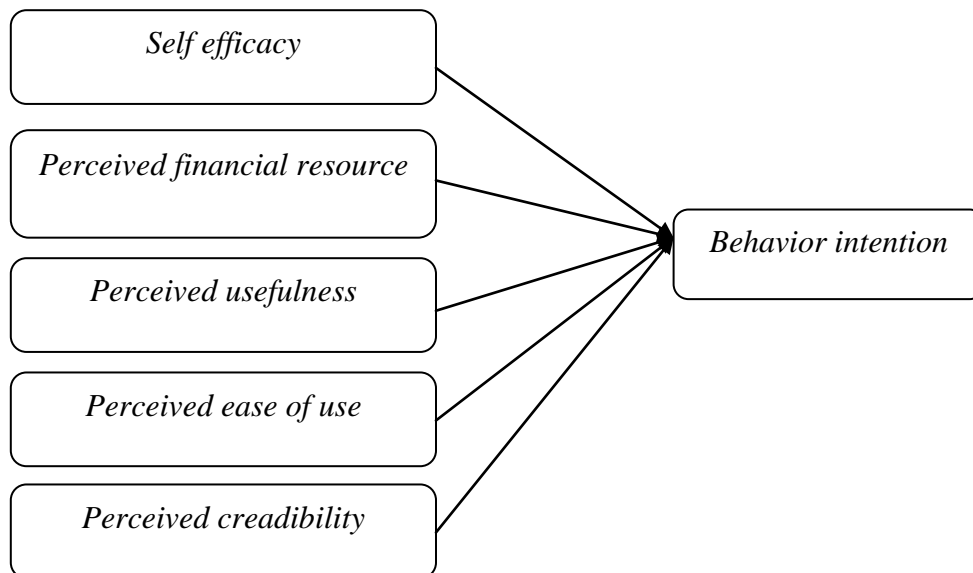 Self efficacy
Perceived financial resource
Perceived usefulness
Perceived ease of use
Perceived creadibility
Behavior intention